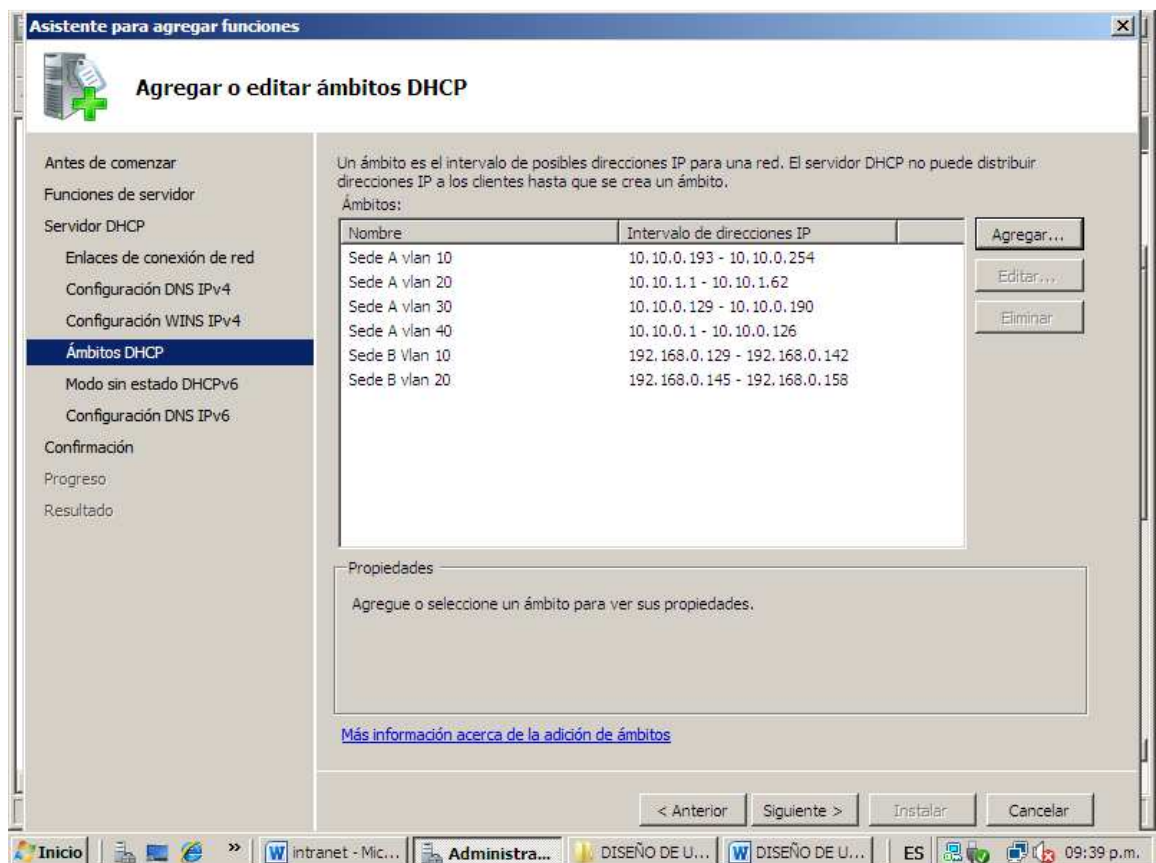 Asistente para agregar funciones
Agregar o editar ámbitos DHCP
Antes de comenzar
Funciones de servidor
Servidor DHCP
Enlaces de conexión de red
Configuración DNS IPv4
Configuración WINS IPv4
Ámbitos DHCP
Modo sin estado DHCPv6
Configuración DNS IPv6
Confirmación
Progreso
Resultado
Un ámbito es el intervalo de posibles direcciones IP para una red. El servidor DHCP no puede distribuir
direcciones IP a los clientes hasta que se crea un ámbito.
Ámbitos:
Nombre Intervalo de direcciones IP
Sede A vlan 10 10.10.0.193 - 10.10.0.254
Sede A vlan 20 10.10.1.1 - 10.10.1.62
Sede A vlan 30 10.10.0.129 - 10.10.0.190
Sede A vlan 40 10.10.0.1 - 10.10.0.126
Sede B Vlan 10 192.168.0.129 - 192.168.0.142
Sede B vlan 20 192.168.0.145 - 192.168.0.158
Agregar...
Editar...
Eliminar
Propiedades
Agregue o seleccione un ámbito para ver sus propiedades.
Más información acerca de la adición de ámbitos
< Anterior Siguiente > Instalar Cancelar
Inicio » intranet - Mic... Administra... DISEÑO DE U... DISEÑO DE U... ES 09:39 p.m.